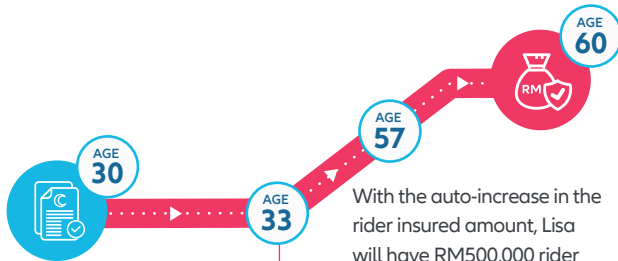 AGE
60
RM
AGE
57
AGE
30
AGE
33
With the auto-increase in the
rider insured amount, Lisa
will have RM500,000 rider